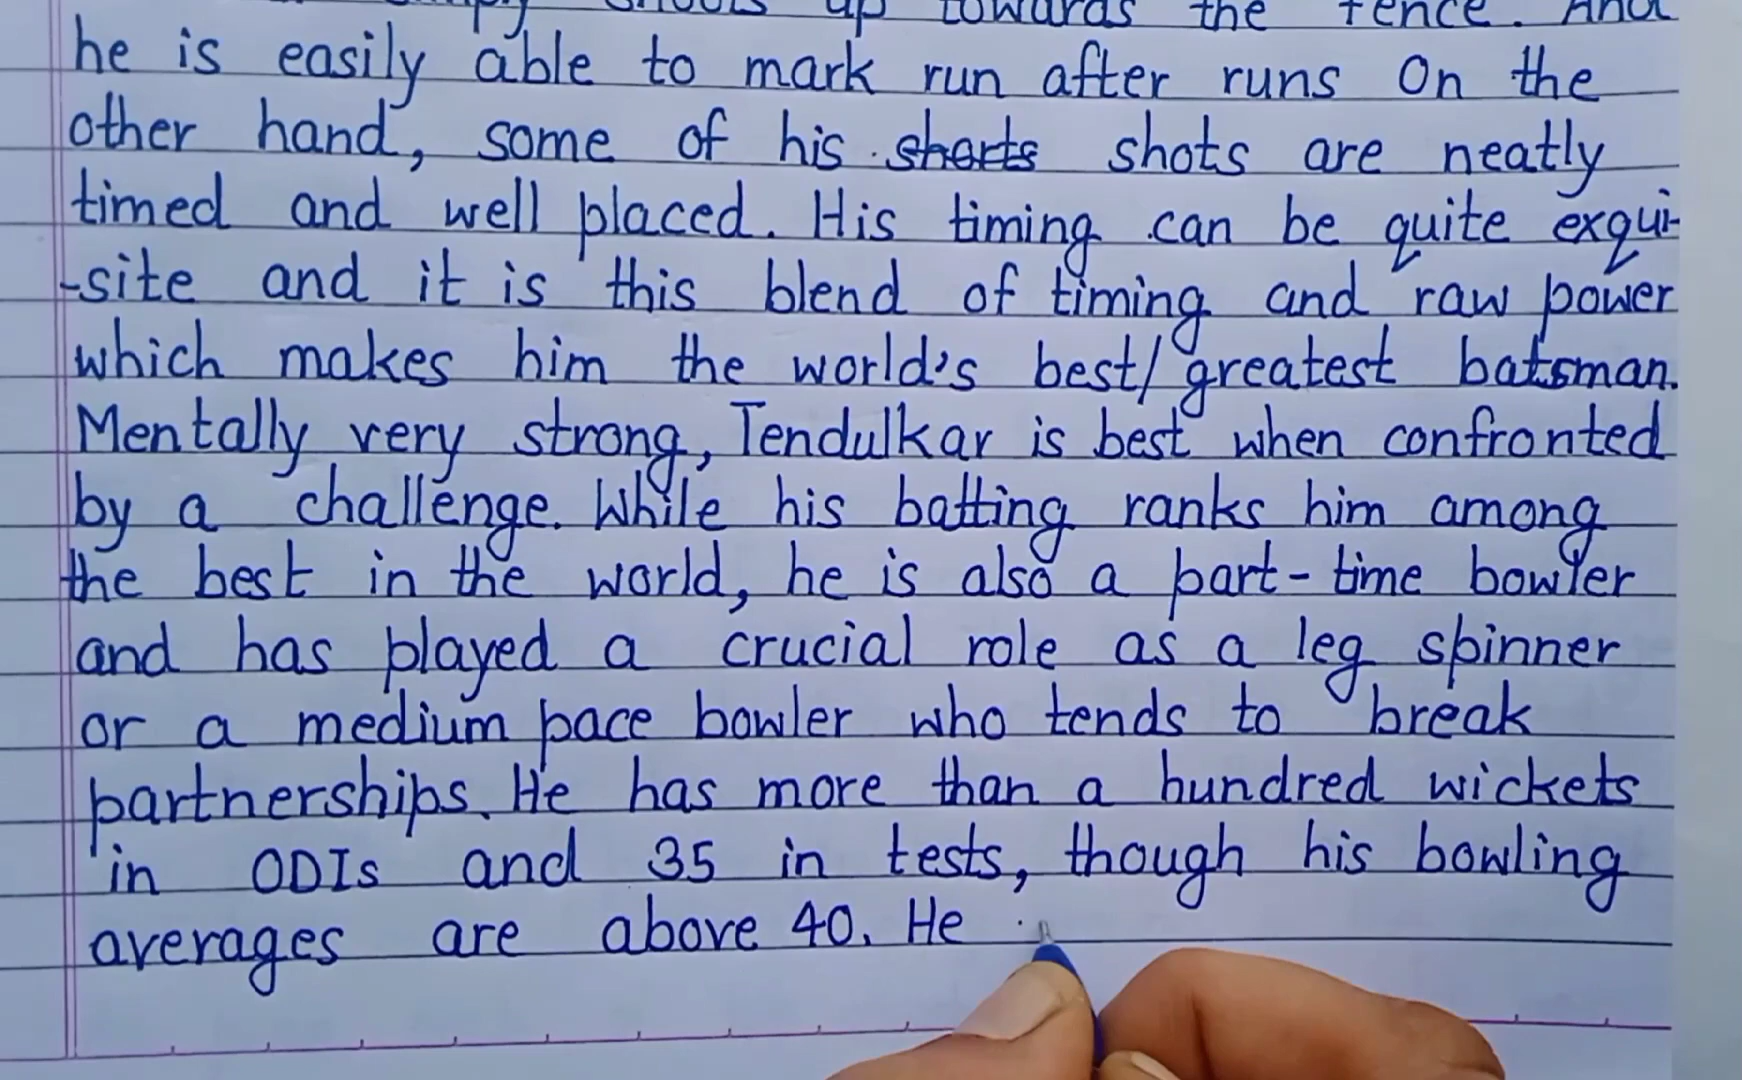 up towards the fence. And
he is easily able to mark run after runs On the
other hand, some of his shorts shots are neatly
timed and well placed. His timing can be quite exqui-
-site and it is this blend of timing and raw power
which makes him the world's best/greatest batsman.
Mentally very strong, Tendulkar is best when confronted
by a challenge. While his batting ranks him among
the best in the world, he is also a part-time bowler
and has played a crucial role as a leg spinner
or a medium pace bowler who tends to break
partnerships. He has more than a hundred wickets
in ODIs and 35 in tests, though his bowling
averages are above 40. He